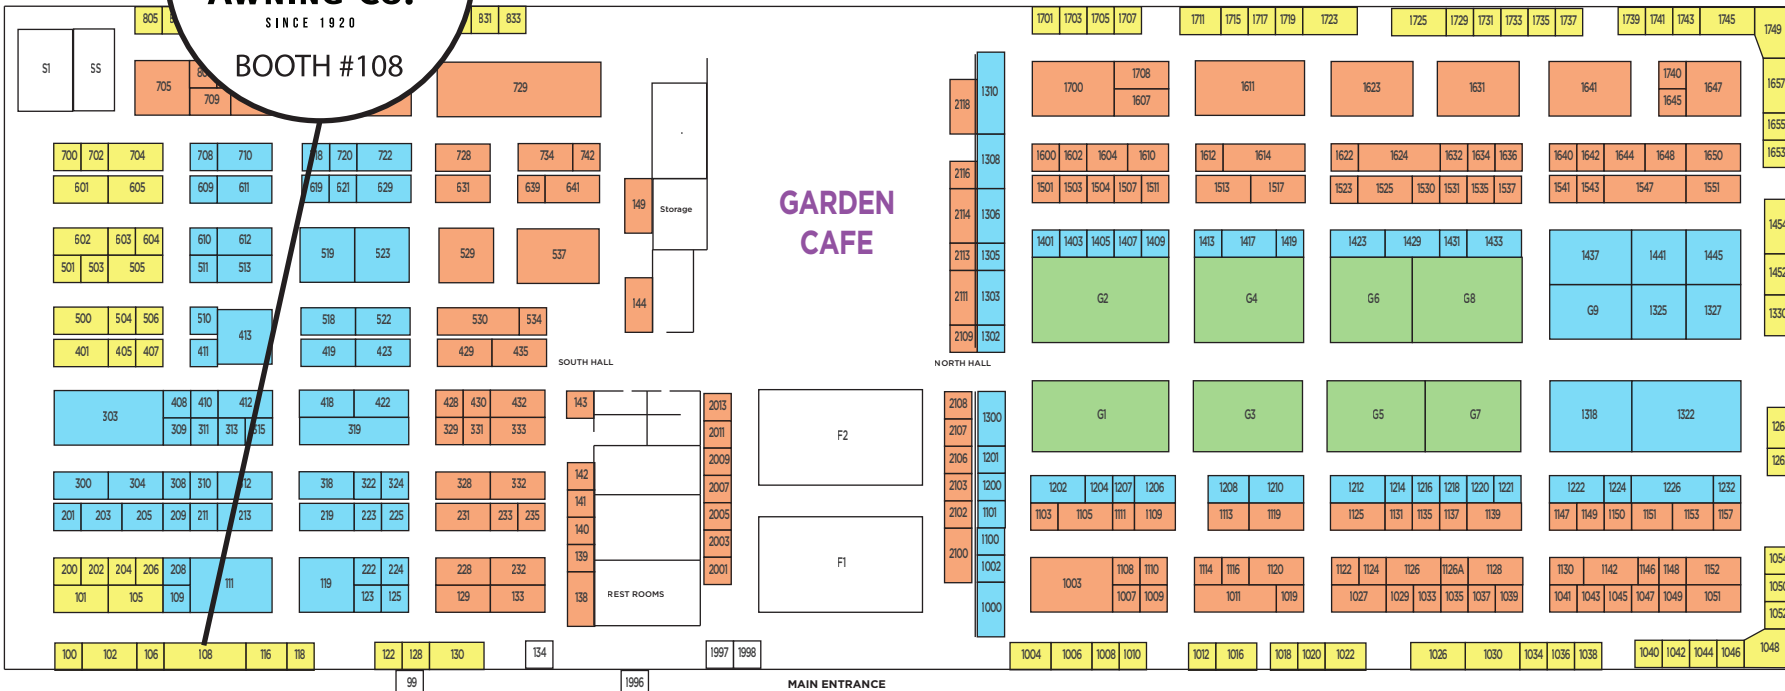 AWNING CO.
SINCE 1920
BOOTH #108
805 831 833 1701 1703 1705 1707 1711 1715 1717 1719 1723 1725 1729 1731 1733 1735 1737 1739 1741 1743 1745 1749
S1 SS 705 709 729 2118 1310 1700 1708 1607 1611 1623 1631 1641 1740 1645 1647 1657
1655
700 702 704 708 710 720 722 728 734 742 1308 1600 1602 1604 1610 1612 1614 1622 1624 1632 1634 1636 1640 1642 1644 1648 1650 1653
601 605 609 611 619 621 629 631 639 641 2116 1501 1503 1504 1507 1511 1513 1517 1523 1525 1530 1531 1535 1537 1541 1543 1547 1551
149 Storage
GARDEN
CAFE
2114 1306
602 603 604 610 612 519 523 529 537 1401 1403 1405 1407 1409 1413 1417 1419 1423 1429 1431 1433 1437 1441 1445
501 503 505 511 513 2113 1305
144 2111 1303 G2 G4 G6 G8 G9 1325 1327
500 504 506 510 413 518 522 530 534 2109 1302
401 405 407 411 419 423 429 435
SOUTH HALL NORTH HALL
303 408 410 412 418 422 428 430 432 143 2013 2108 1300 G1 G3 G5 G7 1318 1322
309 311 313 319 329 331 333 2011 F2 2107
2009 2106 1201
300 304 308 310 318 322 324 328 332 142 2007 2103 1200 1202 1204 1207 1206 1208 1210 1212 1214 1216 1218 1220 1221 1222 1224 1226 1232
201 203 205 209 211 213 219 223 225 231 233 235 141 2005 2102 1101 1103 1105 1111 1109 1113 1119 1125 1131 1135 1137 1139 1147 1149 1150 1151 1153 1157
140 2003 2100 1100
200 202 204 206 208 111 119 222 224 228 232 139 2001 F1 1002 1003 1108 1110 1114 1116 1120 1122 1124 1126 1126A 1128 1130 1142 1146 1148 1152
101 105 109 123 125 129 133 138 REST ROOMS 1000 1007 1009 1011 1019 1027 1029 1033 1035 1037 1039 1041 1043 1045 1047 1049 1051 1052
100 102 106 108 116 118 122 128 130 134 1997 1998 1004 1006 1008 1010 1012 1016 1018 1020 1022 1026 1030 1034 1036 1038 1040 1042 1044 1046 1048
99 1996 MAIN ENTRANCE